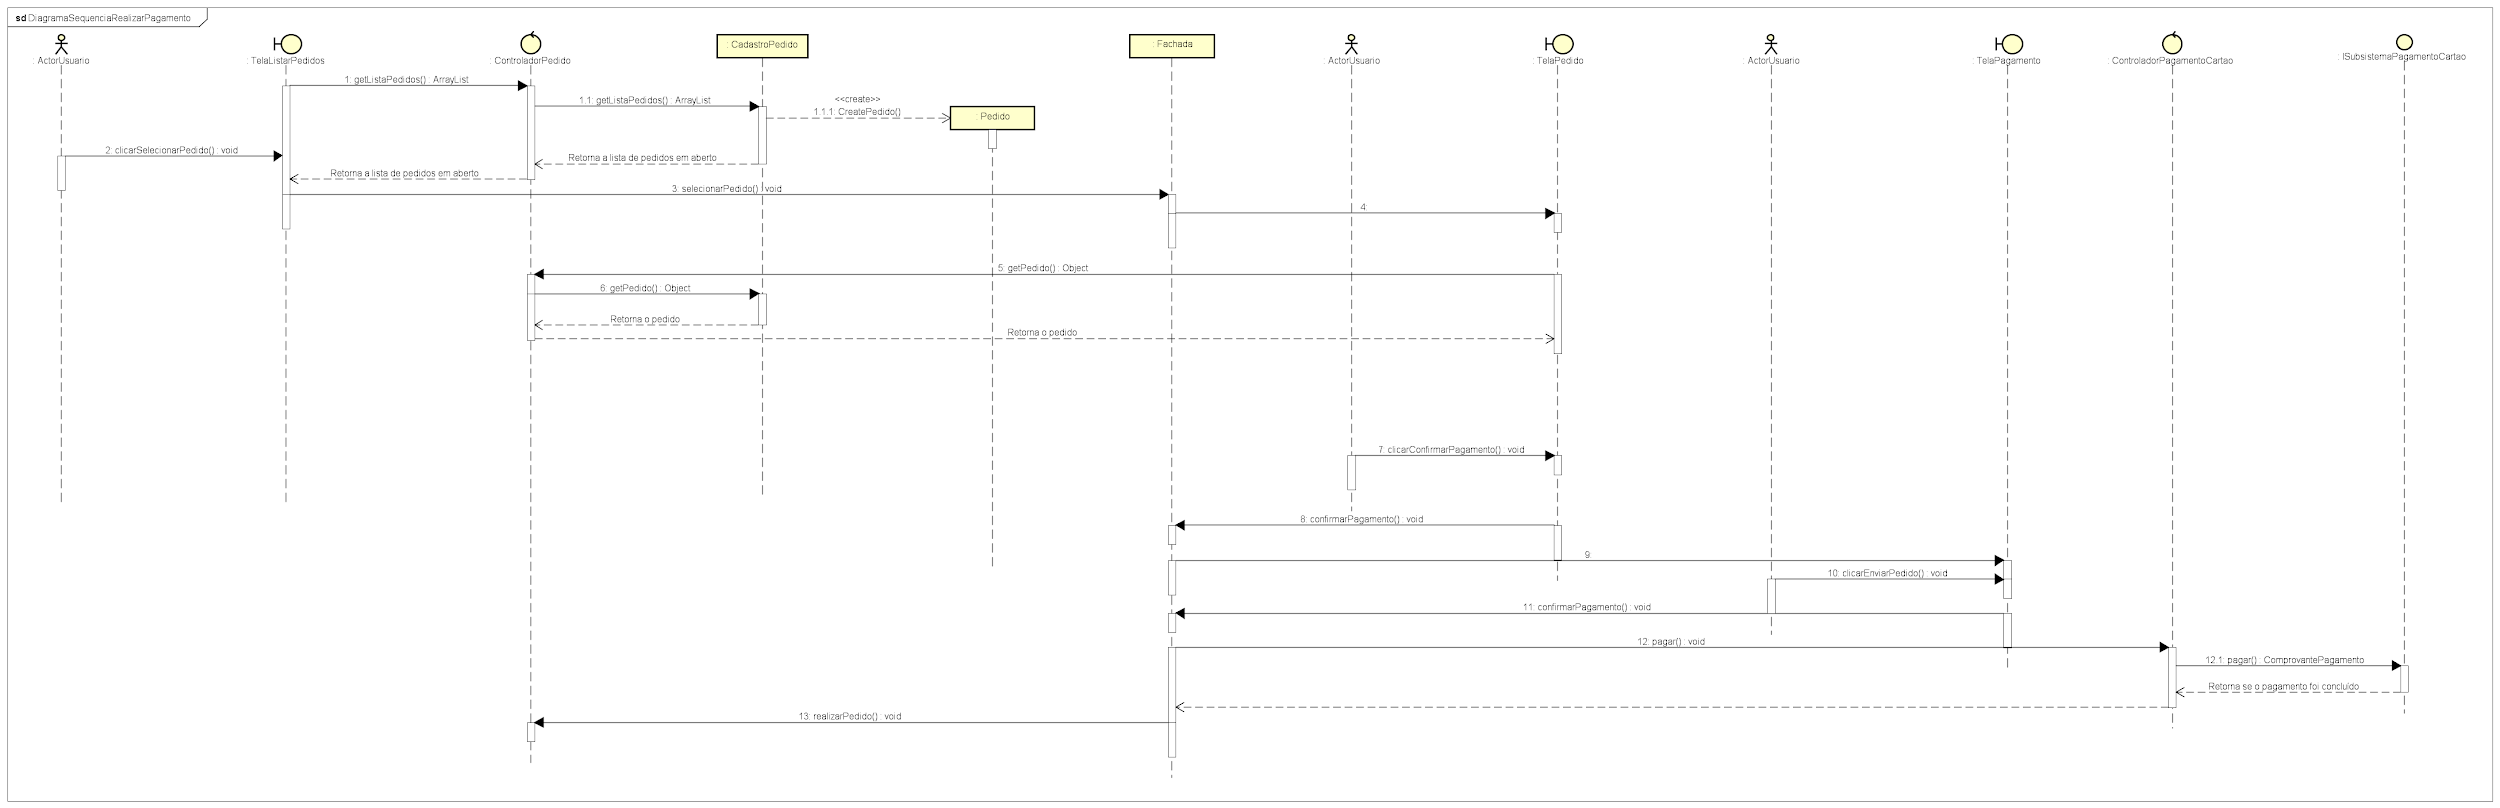 sd DiagramaSequenciaRealizarPagamento
: ActorUsuario
: TelaListarPedidos
: ControladorPedido
: CadastroPedido
: Fachada
: ActorUsuario
: TelaPedido
: ActorUsuario
: TelaPagamento
: ControladorPagamentoCartao
: ISubsistemaPagamentoCartao
1: getListaPedidos() : ArrayList
1.1: getListaPedidos() : ArrayList
<<create>>
1.1.1: CreatePedido()
: Pedido
2: clicarSelecionarPedido() : void
Retorna a lista de pedidos em aberto
Retorna a lista de pedidos em aberto
3: selecionarPedido() : void
4:
5: getPedido() : Object
6: getPedido() : Object
Retorna o pedido
Retorna o pedido
7: clicarConfirmarPagamento() : void
8: confirmarPagamento() : void
9:
10: clicarEnviarPedido() : void
11: confirmarPagamento() : void
12: pagar() : void
12.1: pagar() : ComprovantePagamento
Retorna se o pagamento foi concluído
13: realizarPedido() : void